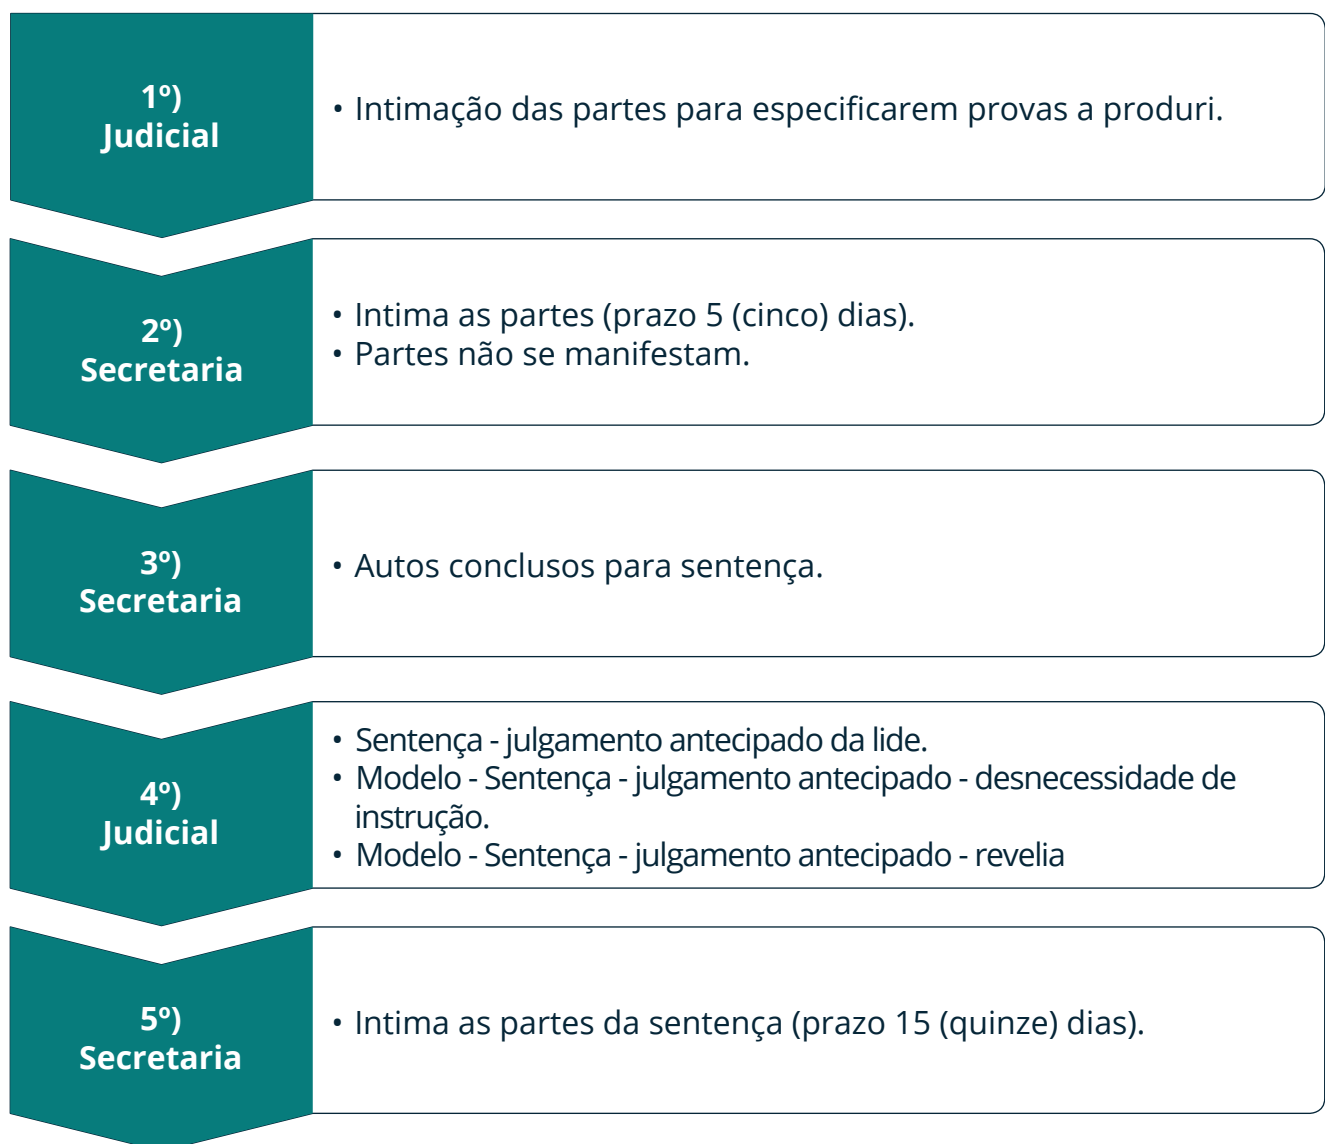 1º)
Judicial
• Intimação das partes para especificarem provas a produri.
2º)
Secretaria
• Intima as partes (prazo 5 (cinco) dias).
• Partes não se manifestam.
3º)
Secretaria
• Autos conclusos para sentença.
4º)
Judicial
• Sentença - julgamento antecipado da lide.
• Modelo - Sentença - julgamento antecipado - desnecessidade de
instrução.
• Modelo - Sentença - julgamento antecipado - revelia
5º)
Secretaria
• Intima as partes da sentença (prazo 15 (quinze) dias).